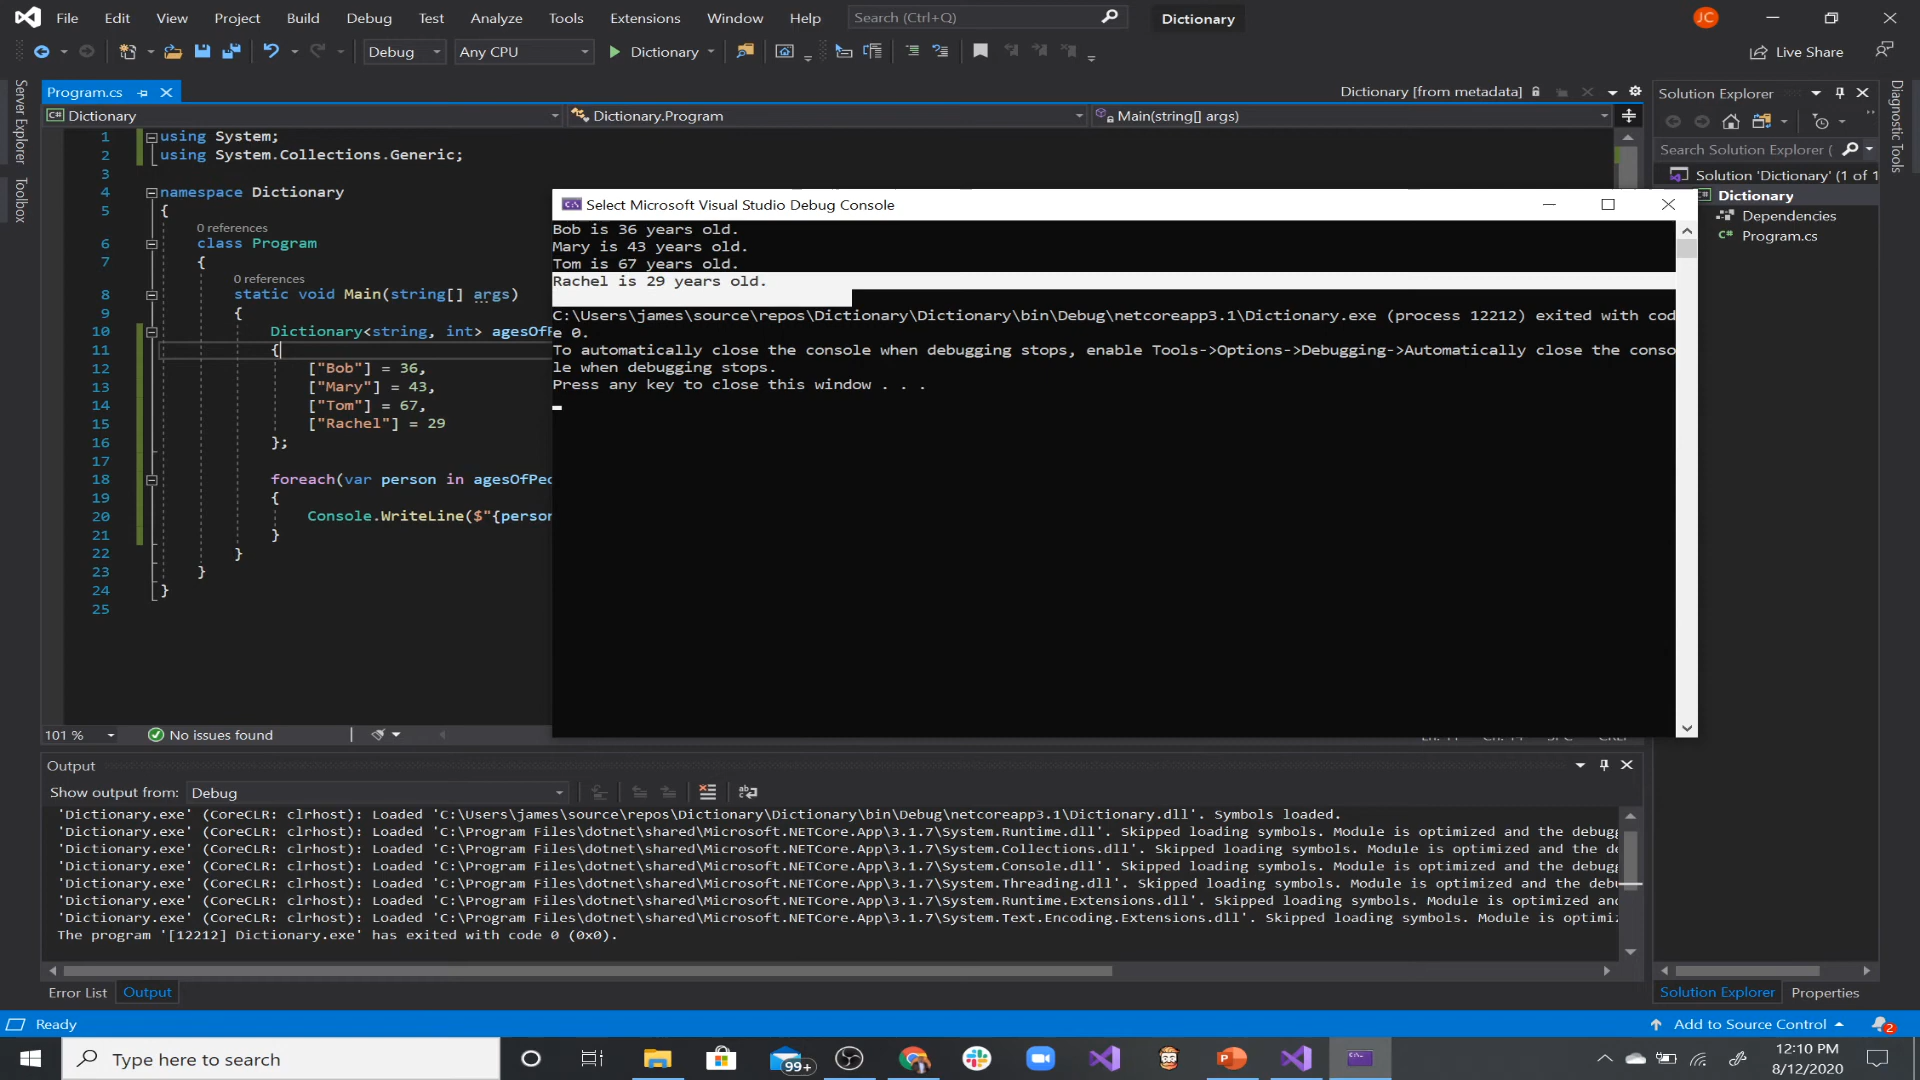 File Edit View Project Build Debug Test Analyze Tools Extensions Window Help Search (Ctrl+Q) Dictionary JC
Debug Any CPU Dictionary Live Share
Server Explorer
Toolbox
Program.cs Dictionary [from metadata]
Dictionary Dictionary.Program Main(string[] args)
1 using System;
2 using System.Collections.Generic;
3
4 namespace Dictionary
5 {
0 references
6 class Program
7 {
0 references
8 static void Main(string[] args)
9 {
10 Dictionary<string, int> agesOfP
11 {
12 ["Bob"] = 36,
13 ["Mary"] = 43,
14 ["Tom"] = 67,
15 ["Rachel"] = 29
16 };
17
18 foreach(var person in agesOfPeo
19 {
20 Console.WriteLine($"{person
21 }
22 }
23 }
24 }
25
101 % No issues found
Select Microsoft Visual Studio Debug Console
Bob is 36 years old.
Mary is 43 years old.
Tom is 67 years old.
Rachel is 29 years old.
C:\Users\james\source\repos\Dictionary\Dictionary\bin\Debug\netcoreapp3.1\Dictionary.exe (process 12212) exited with cod
e 0.
To automatically close the console when debugging stops, enable Tools->Options->Debugging->Automatically close the conso
le when debugging stops.
Press any key to close this window . . .
Solution Explorer
Search Solution Explorer (
Solution 'Dictionary' (1 of 1
Dictionary
Dependencies
C# Program.cs
Diagnostic Tools
Output
Show output from: Debug
'Dictionary.exe' (CoreCLR: clrhost): Loaded 'C:\Users\james\source\repos\Dictionary\Dictionary\bin\Debug\netcoreapp3.1\Dictionary.dll'. Symbols loaded.
'Dictionary.exe' (CoreCLR: clrhost): Loaded 'C:\Program Files\dotnet\shared\Microsoft.NETCore.App\3.1.7\System.Runtime.dll'. Skipped loading symbols. Module is optimized and the debugg
'Dictionary.exe' (CoreCLR: clrhost): Loaded 'C:\Program Files\dotnet\shared\Microsoft.NETCore.App\3.1.7\System.Collections.dll'. Skipped loading symbols. Module is optimized and the de
'Dictionary.exe' (CoreCLR: clrhost): Loaded 'C:\Program Files\dotnet\shared\Microsoft.NETCore.App\3.1.7\System.Console.dll'. Skipped loading symbols. Module is optimized and the debugg
'Dictionary.exe' (CoreCLR: clrhost): Loaded 'C:\Program Files\dotnet\shared\Microsoft.NETCore.App\3.1.7\System.Threading.dll'. Skipped loading symbols. Module is optimized and the debu
'Dictionary.exe' (CoreCLR: clrhost): Loaded 'C:\Program Files\dotnet\shared\Microsoft.NETCore.App\3.1.7\System.Runtime.Extensions.dll'. Skipped loading symbols. Module is optimized and
'Dictionary.exe' (CoreCLR: clrhost): Loaded 'C:\Program Files\dotnet\shared\Microsoft.NETCore.App\3.1.7\System.Text.Encoding.Extensions.dll'. Skipped loading symbols. Module is optimi
The program '[12212] Dictionary.exe' has exited with code 0 (0x0).
Error List Output Solution Explorer Properties
Ready Add to Source Control 2
Type here to search 99+ 12:10 PM
8/12/2020